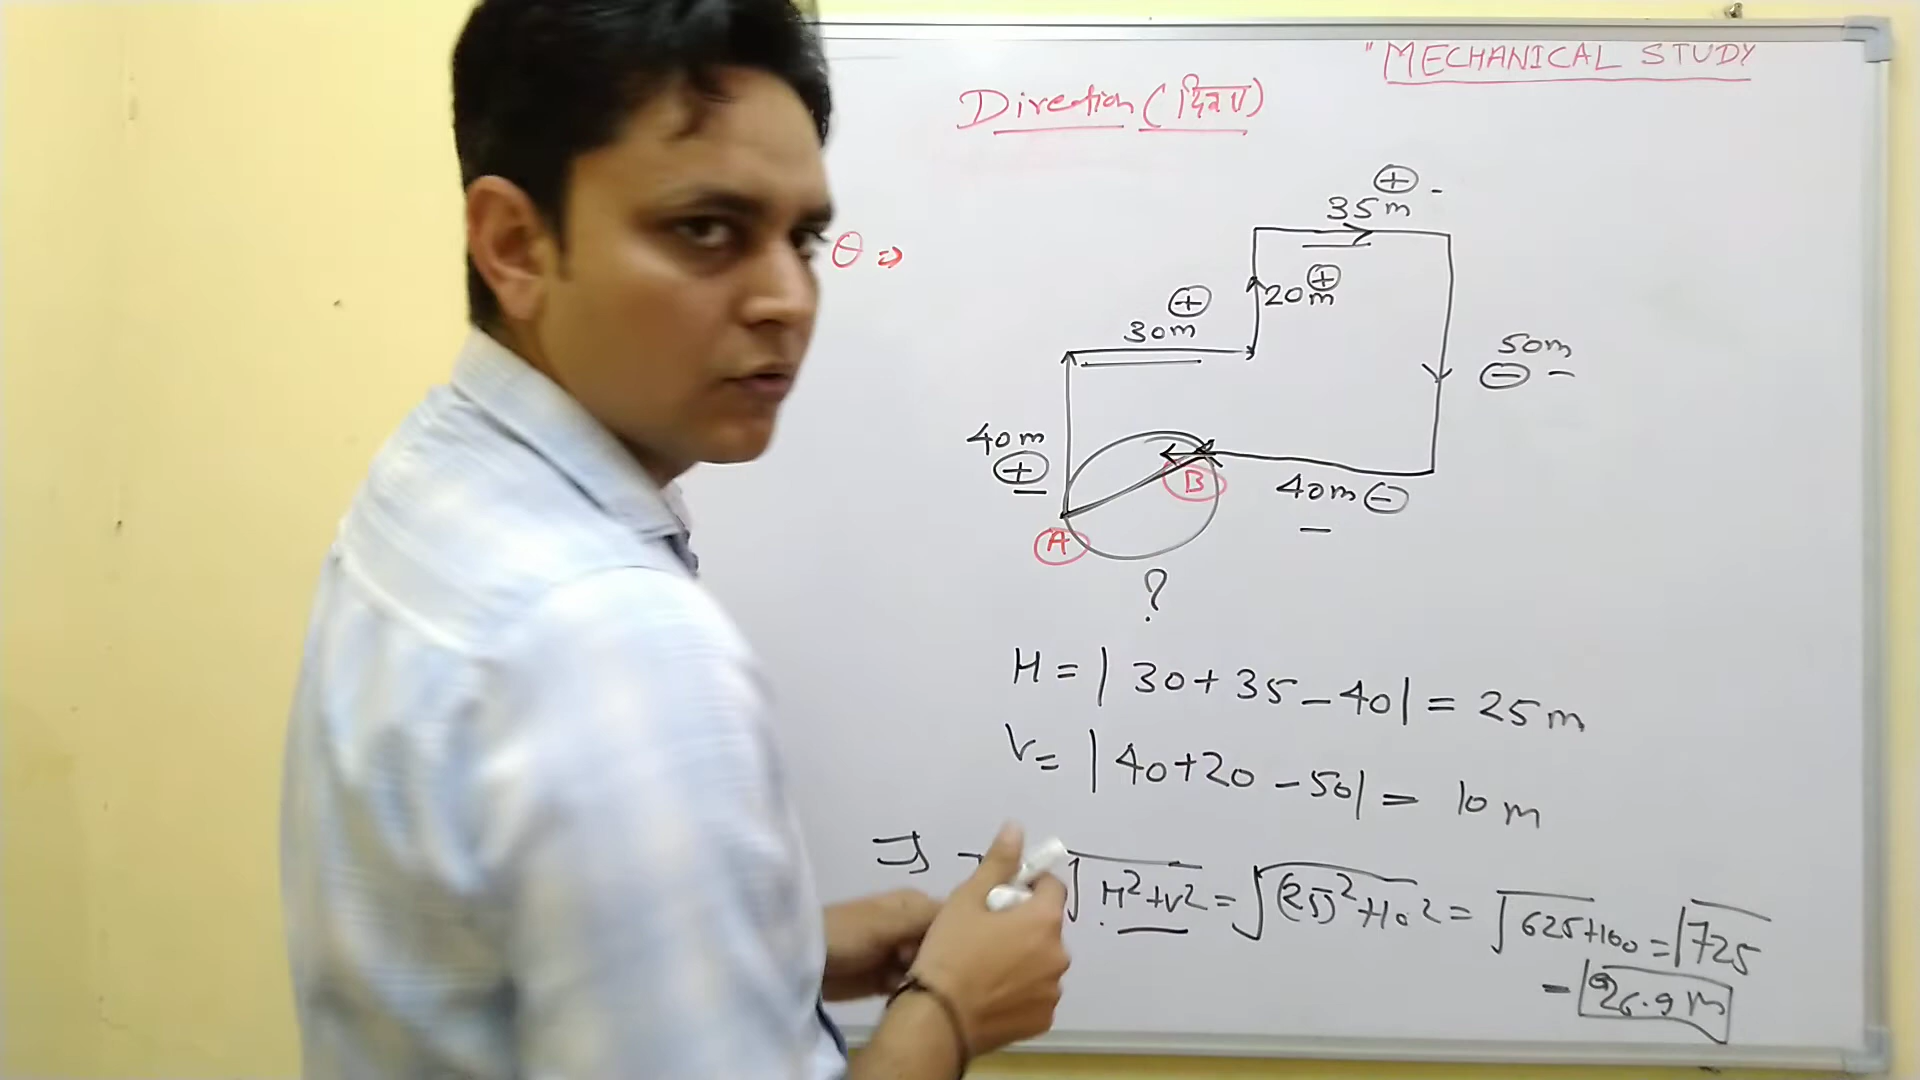 "MECHANICAL STUDY
Direction (दिशा)
θ ⇒
+
35m
+
20m
+
30m
50m
−
40m
+
B
40m −
A
?
H = | 30 + 35 − 40 | = 25 m
V = | 40 + 20 − 50 | = 10 m
⇒ √H²+V² = √(25)²+10² = √625+100 = √725
= 26.9 m